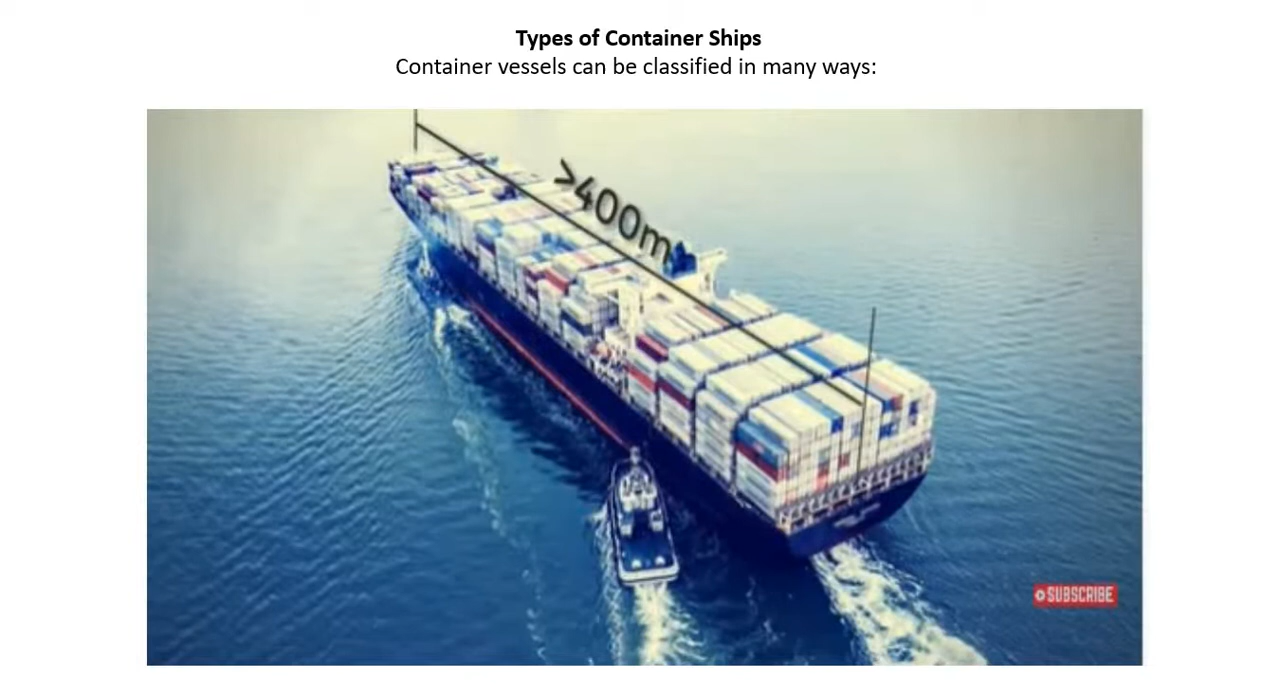 Types of Container Ships
Container vessels can be classified in many ways:
>400m
SUBSCRIBE